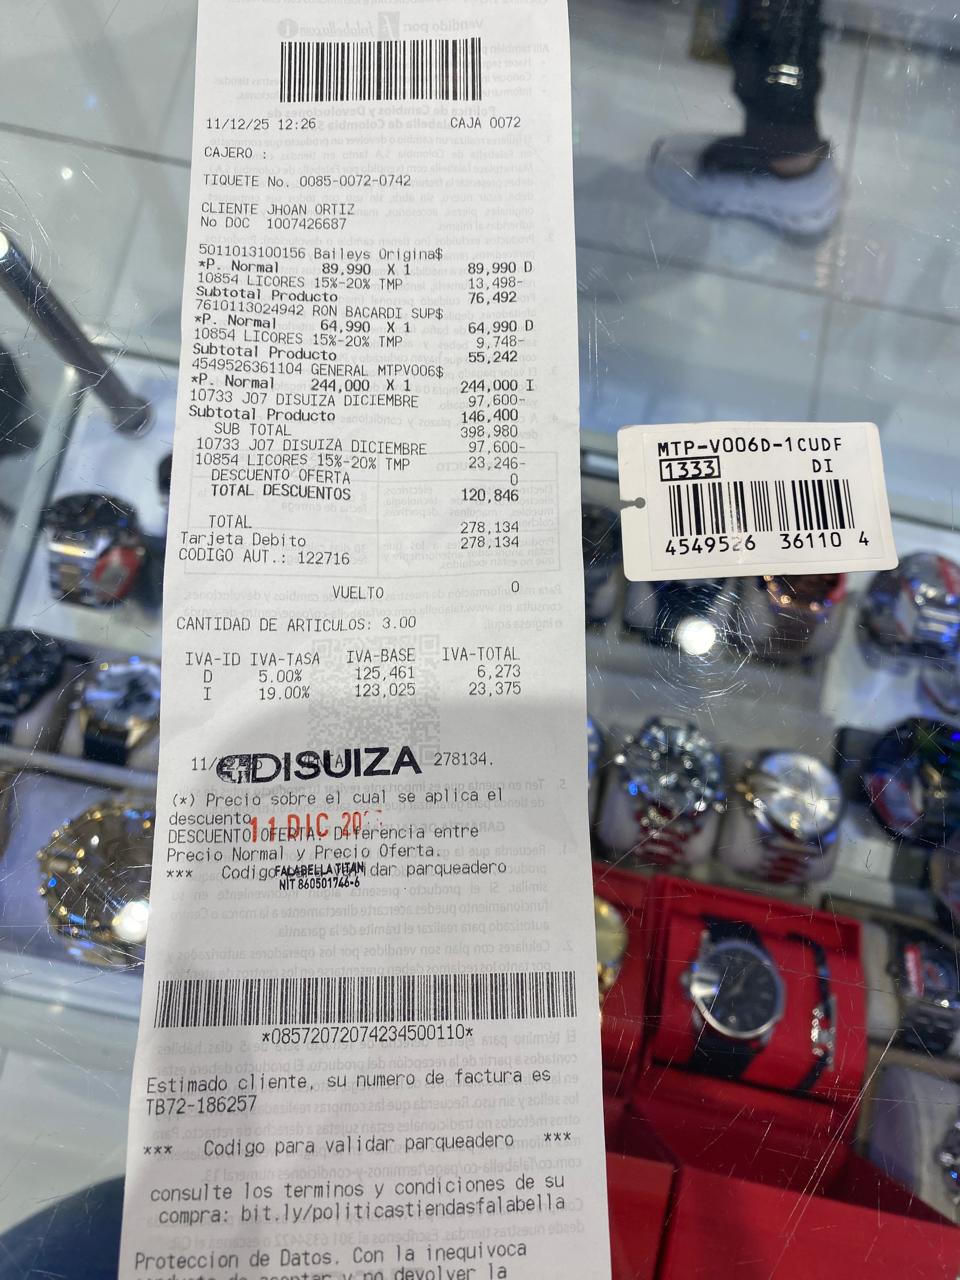 11/12/25 12:26 CAJA 0072
CAJERO :
TIQUETE No. 0085-0072-0742
CLIENTE JHOAN ORTIZ
No DOC 1007426687
5011013100156 Baileys Origina$
*P. Normal 89,990 X 1 89,990 D
10854 LICORES 15%-20% TMP 13,498-
Subtotal Producto 76,492
7610113024942 RON BACARDI SUP$
*P. Normal 64,990 X 1 64,990 D
10854 LICORES 15%-20% TMP 9,748-
Subtotal Producto 55,242
4549526361104 GENERAL MTPV006$
*P. Normal 244,000 X 1 244,000 I
10733 J07 DISUIZA DICIEMBRE 97,600-
Subtotal Producto 146,400
SUB TOTAL 398,980
10733 J07 DISUIZA DICIEMBRE 97,600-
10854 LICORES 15%-20% TMP 23,246-
DESCUENTO OFERTA 0
TOTAL DESCUENTOS 120,846
TOTAL 278,134
Tarjeta Debito 278,134
CODIGO AUT.: 122716
VUELTO 0
CANTIDAD DE ARTICULOS: 3.00
IVA-ID IVA-TASA IVA-BASE IVA-TOTAL
D 5.00% 125,461 6,273
I 19.00% 123,025 23,375
11/ DISUIZA 278134.
(*) Precio sobre el cual se aplica el
descuento
11 DIC
DESCUENTO OFERTA: Diferencia entre
Precio Normal y Precio Oferta.
*** Codigo validar parqueadero
FALABELLA TITAN
NIT 860501746-6
*08572072074234500110*
Estimado cliente, su numero de factura es
TB72-186257
*** Codigo para validar parqueadero ***
consulte los terminos y condiciones de su
compra: bit.ly/politicastiendasfalabella
Proteccion de Datos. Con la inequivoca
conducta de aceptar y no devolver la
MTP-V006D-1CUDF
1333 DI
4549526 36110 4